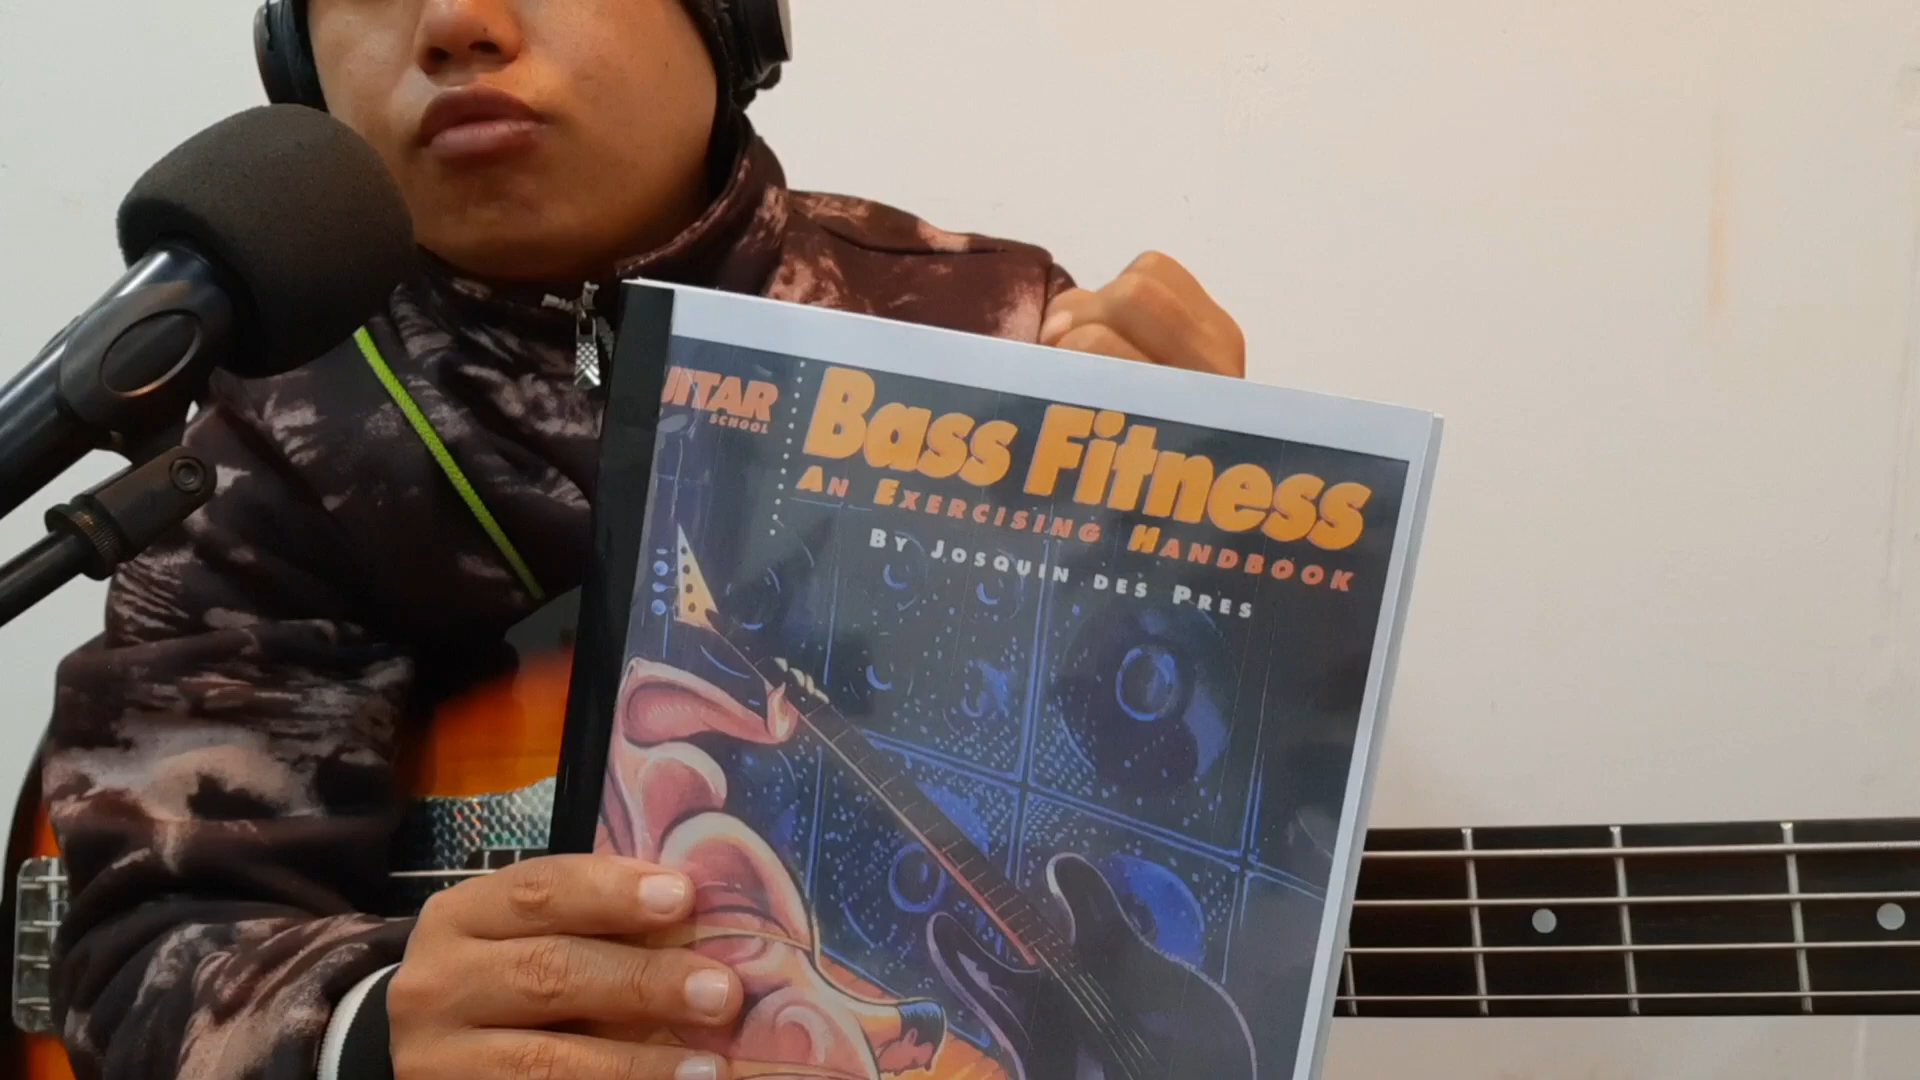 UITAR
SCHOOL
Bass Fitness
AN EXERCISING HANDBOOK
BY JOSQUIN DES PRES